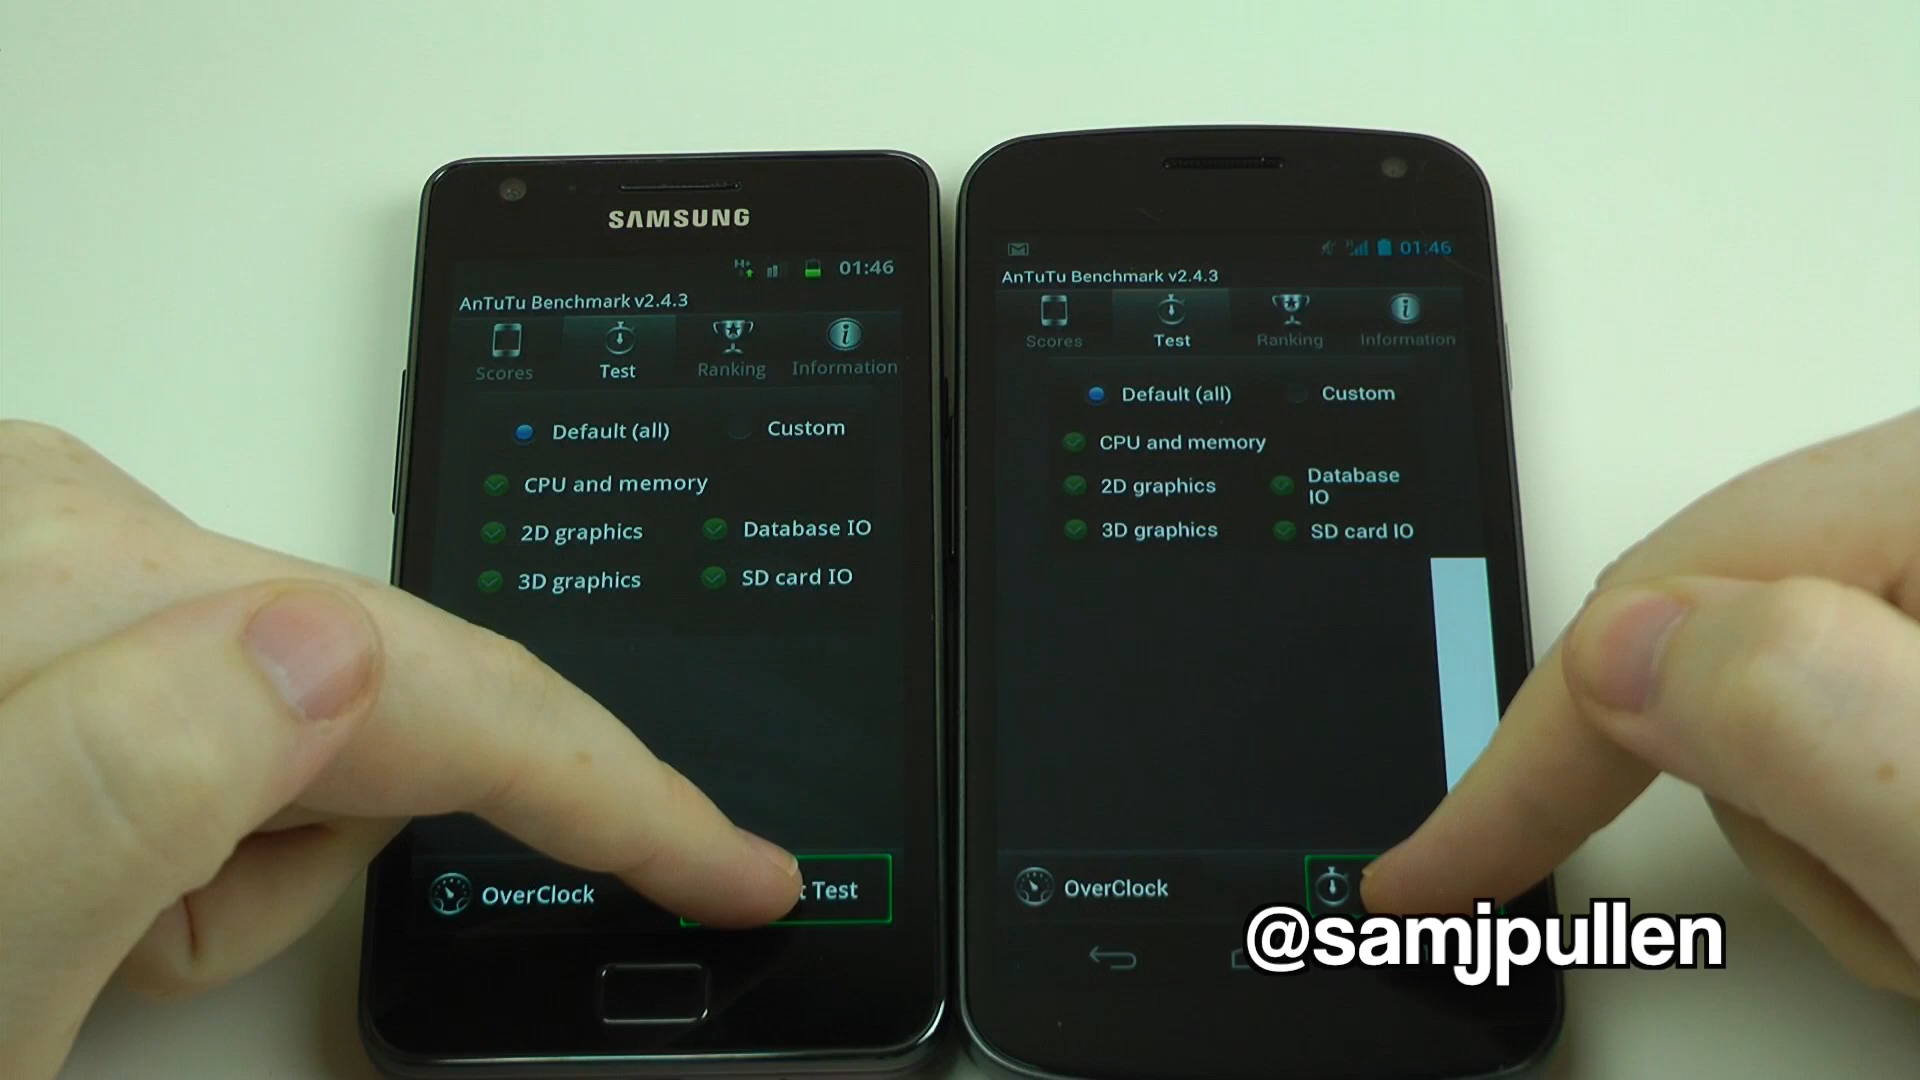 SAMSUNG
H+ 01:46
AnTuTu Benchmark v2.4.3
Scores Test Ranking Information
Default (all) Custom
CPU and memory
2D graphics Database IO
3D graphics SD card IO
OverClock t Test
H 01:46
AnTuTu Benchmark v2.4.3
Scores Test Ranking Information
Default (all) Custom
CPU and memory
2D graphics Database
IO
3D graphics SD card IO
OverClock
@samjpullen